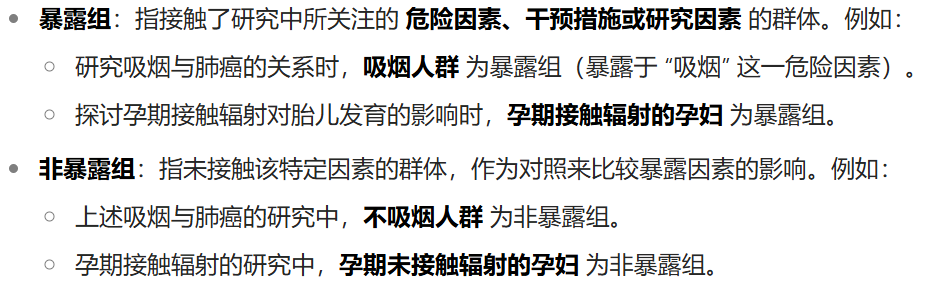 • 暴露组：指接触了研究中所关注的 危险因素、干预措施或研究因素 的群体。例如：
○ 研究吸烟与肺癌的关系时，吸烟人群 为暴露组（暴露于 “吸烟” 这一危险因素）。
○ 探讨孕期接触辐射对胎儿发育的影响时，孕期接触辐射的孕妇 为暴露组。
• 非暴露组：指未接触该特定因素的群体，作为对照来比较暴露因素的影响。例如：
○ 上述吸烟与肺癌的研究中，不吸烟人群 为非暴露组。
○ 孕期接触辐射的研究中，孕期未接触辐射的孕妇 为非暴露组。